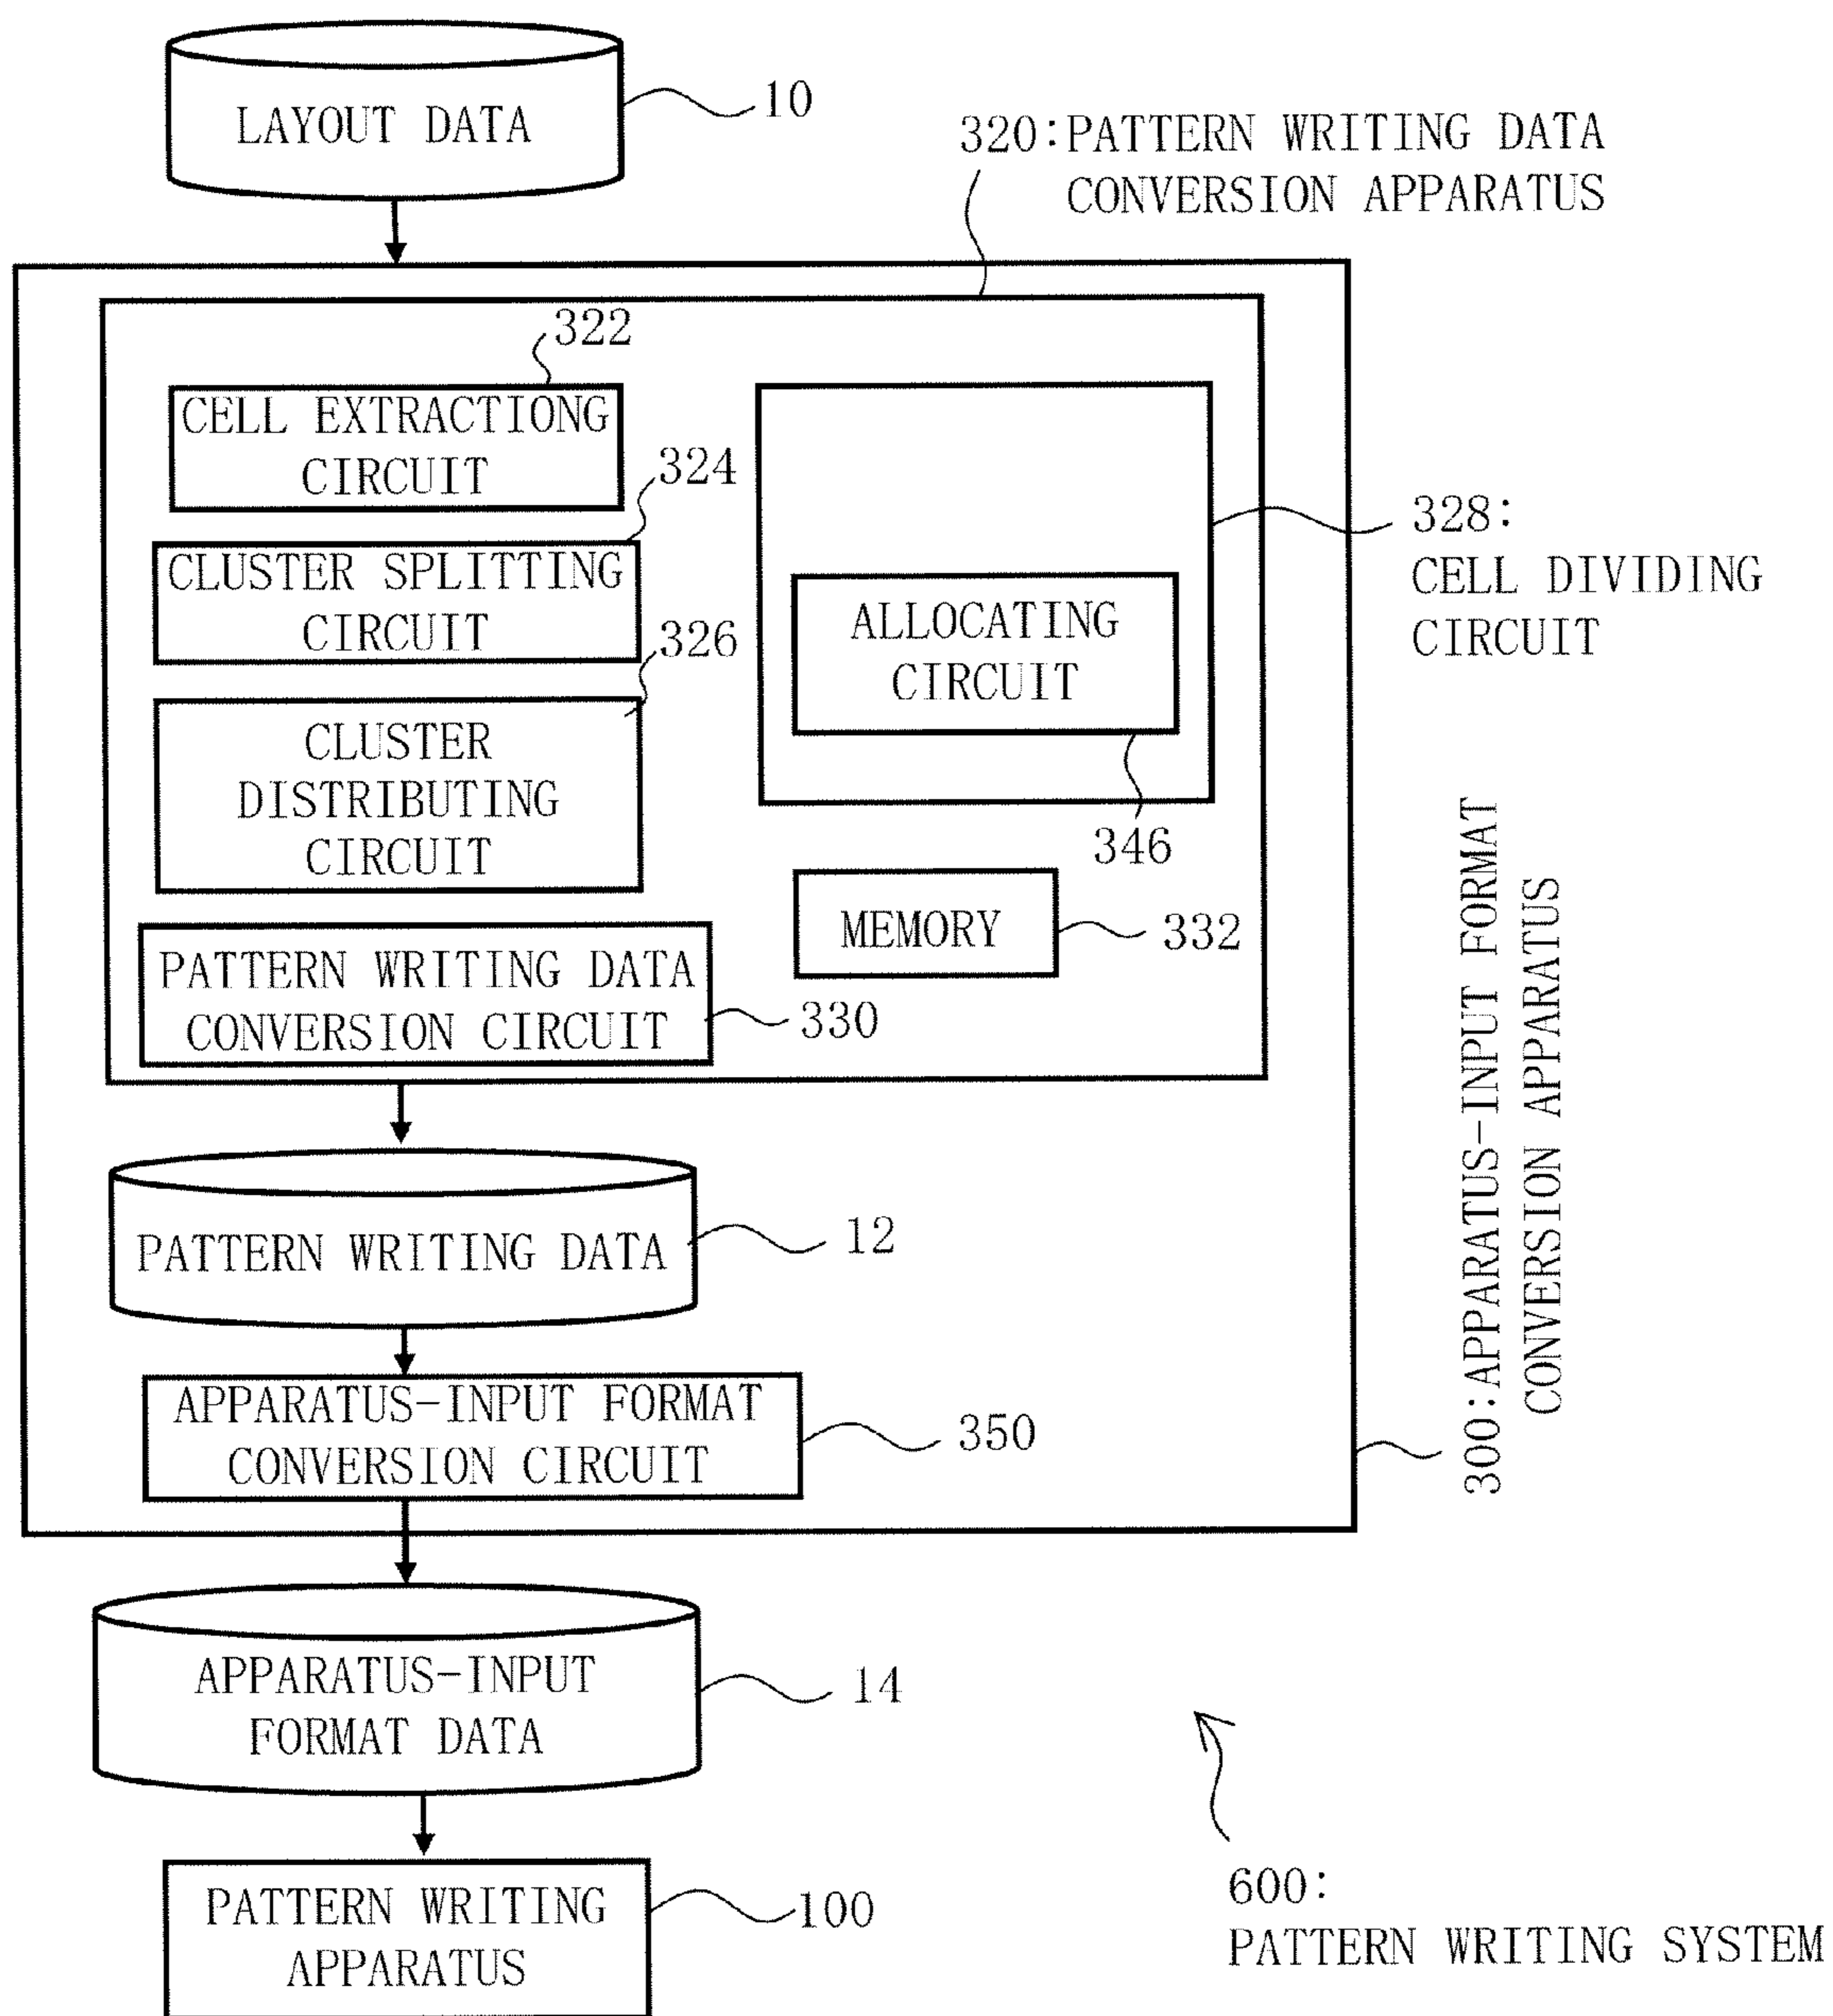 LAYOUT DATA
10
320:PATTERN WRITING DATA
CONVERSION APPARATUS
322
CELL EXTRACTIONG
CIRCUIT
324
CLUSTER SPLITTING
CIRCUIT
326
CLUSTER
DISTRIBUTING
CIRCUIT
PATTERN WRITING DATA
CONVERSION CIRCUIT
330
ALLOCATING
CIRCUIT
346
328:
CELL DIVIDING
CIRCUIT
MEMORY
332
300:APPARATUS-INPUT FORMAT
CONVERSION APPARATUS
PATTERN WRITING DATA
12
APPARATUS-INPUT FORMAT
CONVERSION CIRCUIT
350
APPARATUS-INPUT
FORMAT DATA
14
PATTERN WRITING
APPARATUS
100
600:
PATTERN WRITING SYSTEM